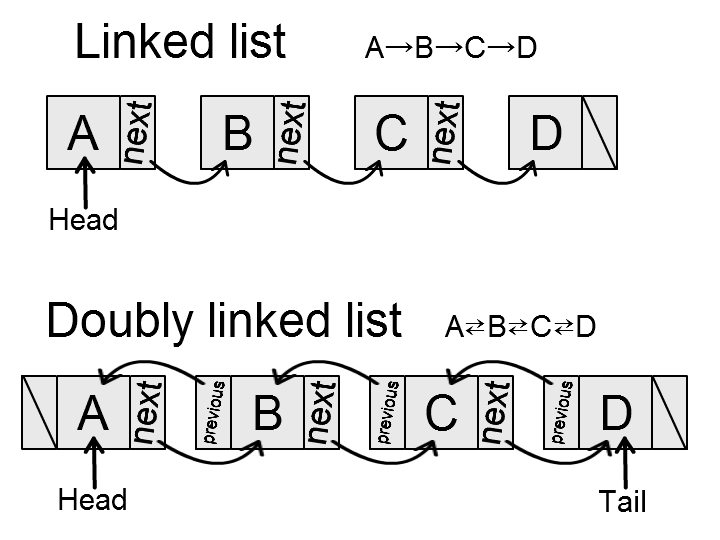 Linked list A→B→C→D
A next B next C next D
Head
Doubly linked list A⇄B⇄C⇄D
A next previous B next previous C next previous D
Head Tail